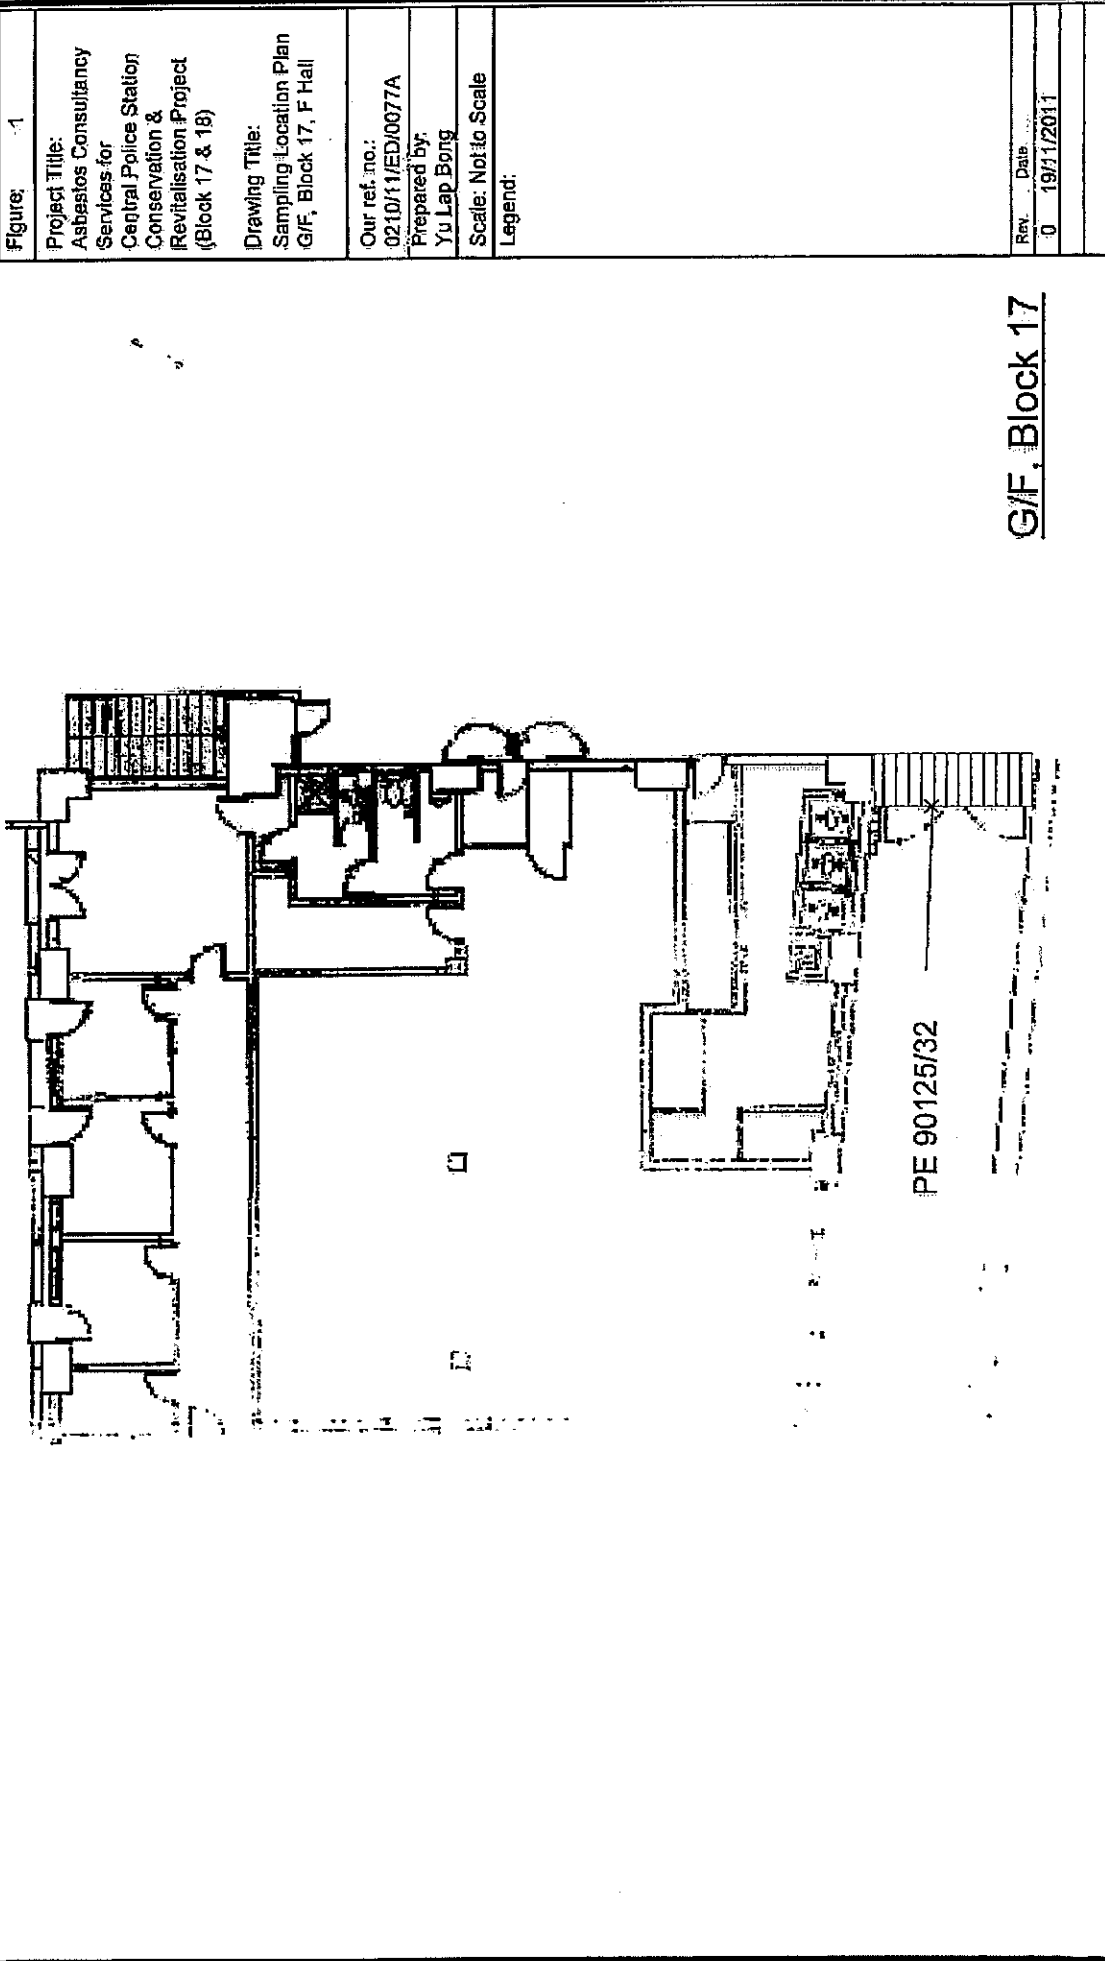 Figure: 1
Project Title:
Asbestos Consultancy
Services for
Central Police Station
Conservation &
Revitalisation Project
(Block 17 & 18)
Drawing Title:
Sampling Location Plan
G/F, Block 17, F Hall
Our ref. no.:
0210/11/ED/0077A
Prepared by:
Yu Lap Bong
Scale: Not to Scale
Legend:
Rev. Date
0 19/11/2011
PE 90125/32
G/F, Block 17